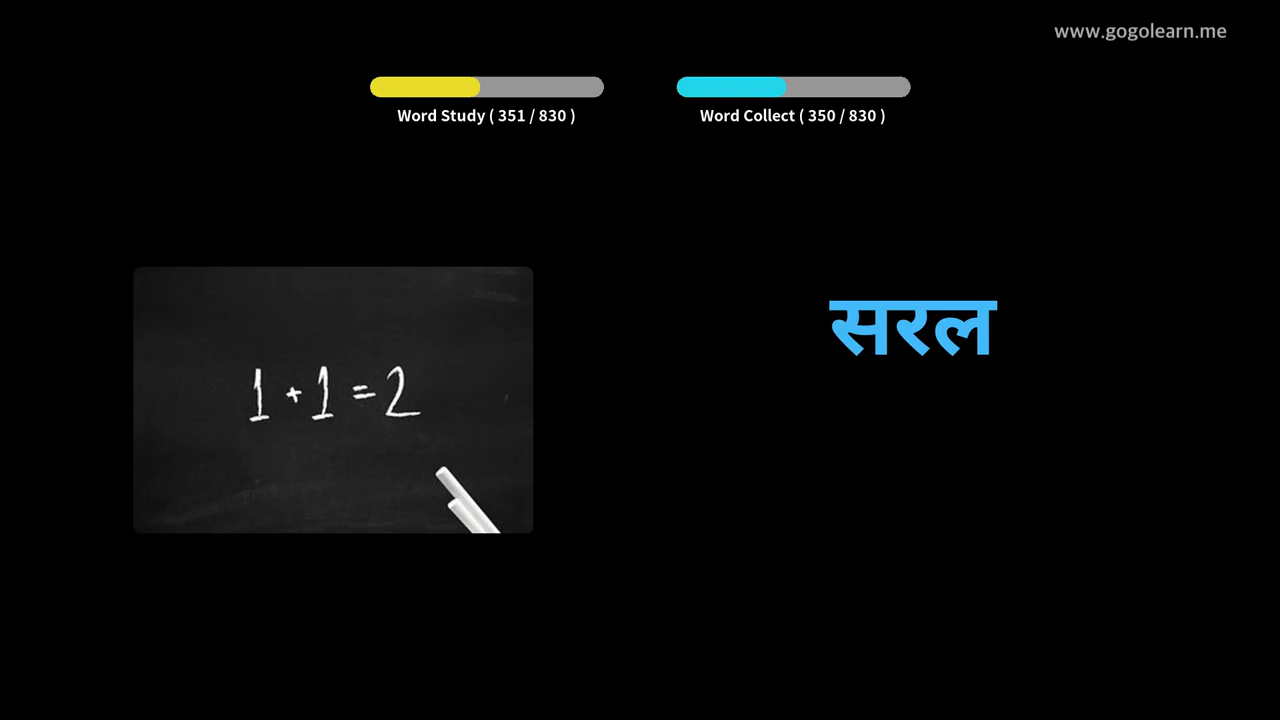 www.gogolearn.me
Word Study ( 351 / 830 )
Word Collect ( 350 / 830 )
सरल
1 + 1 = 2